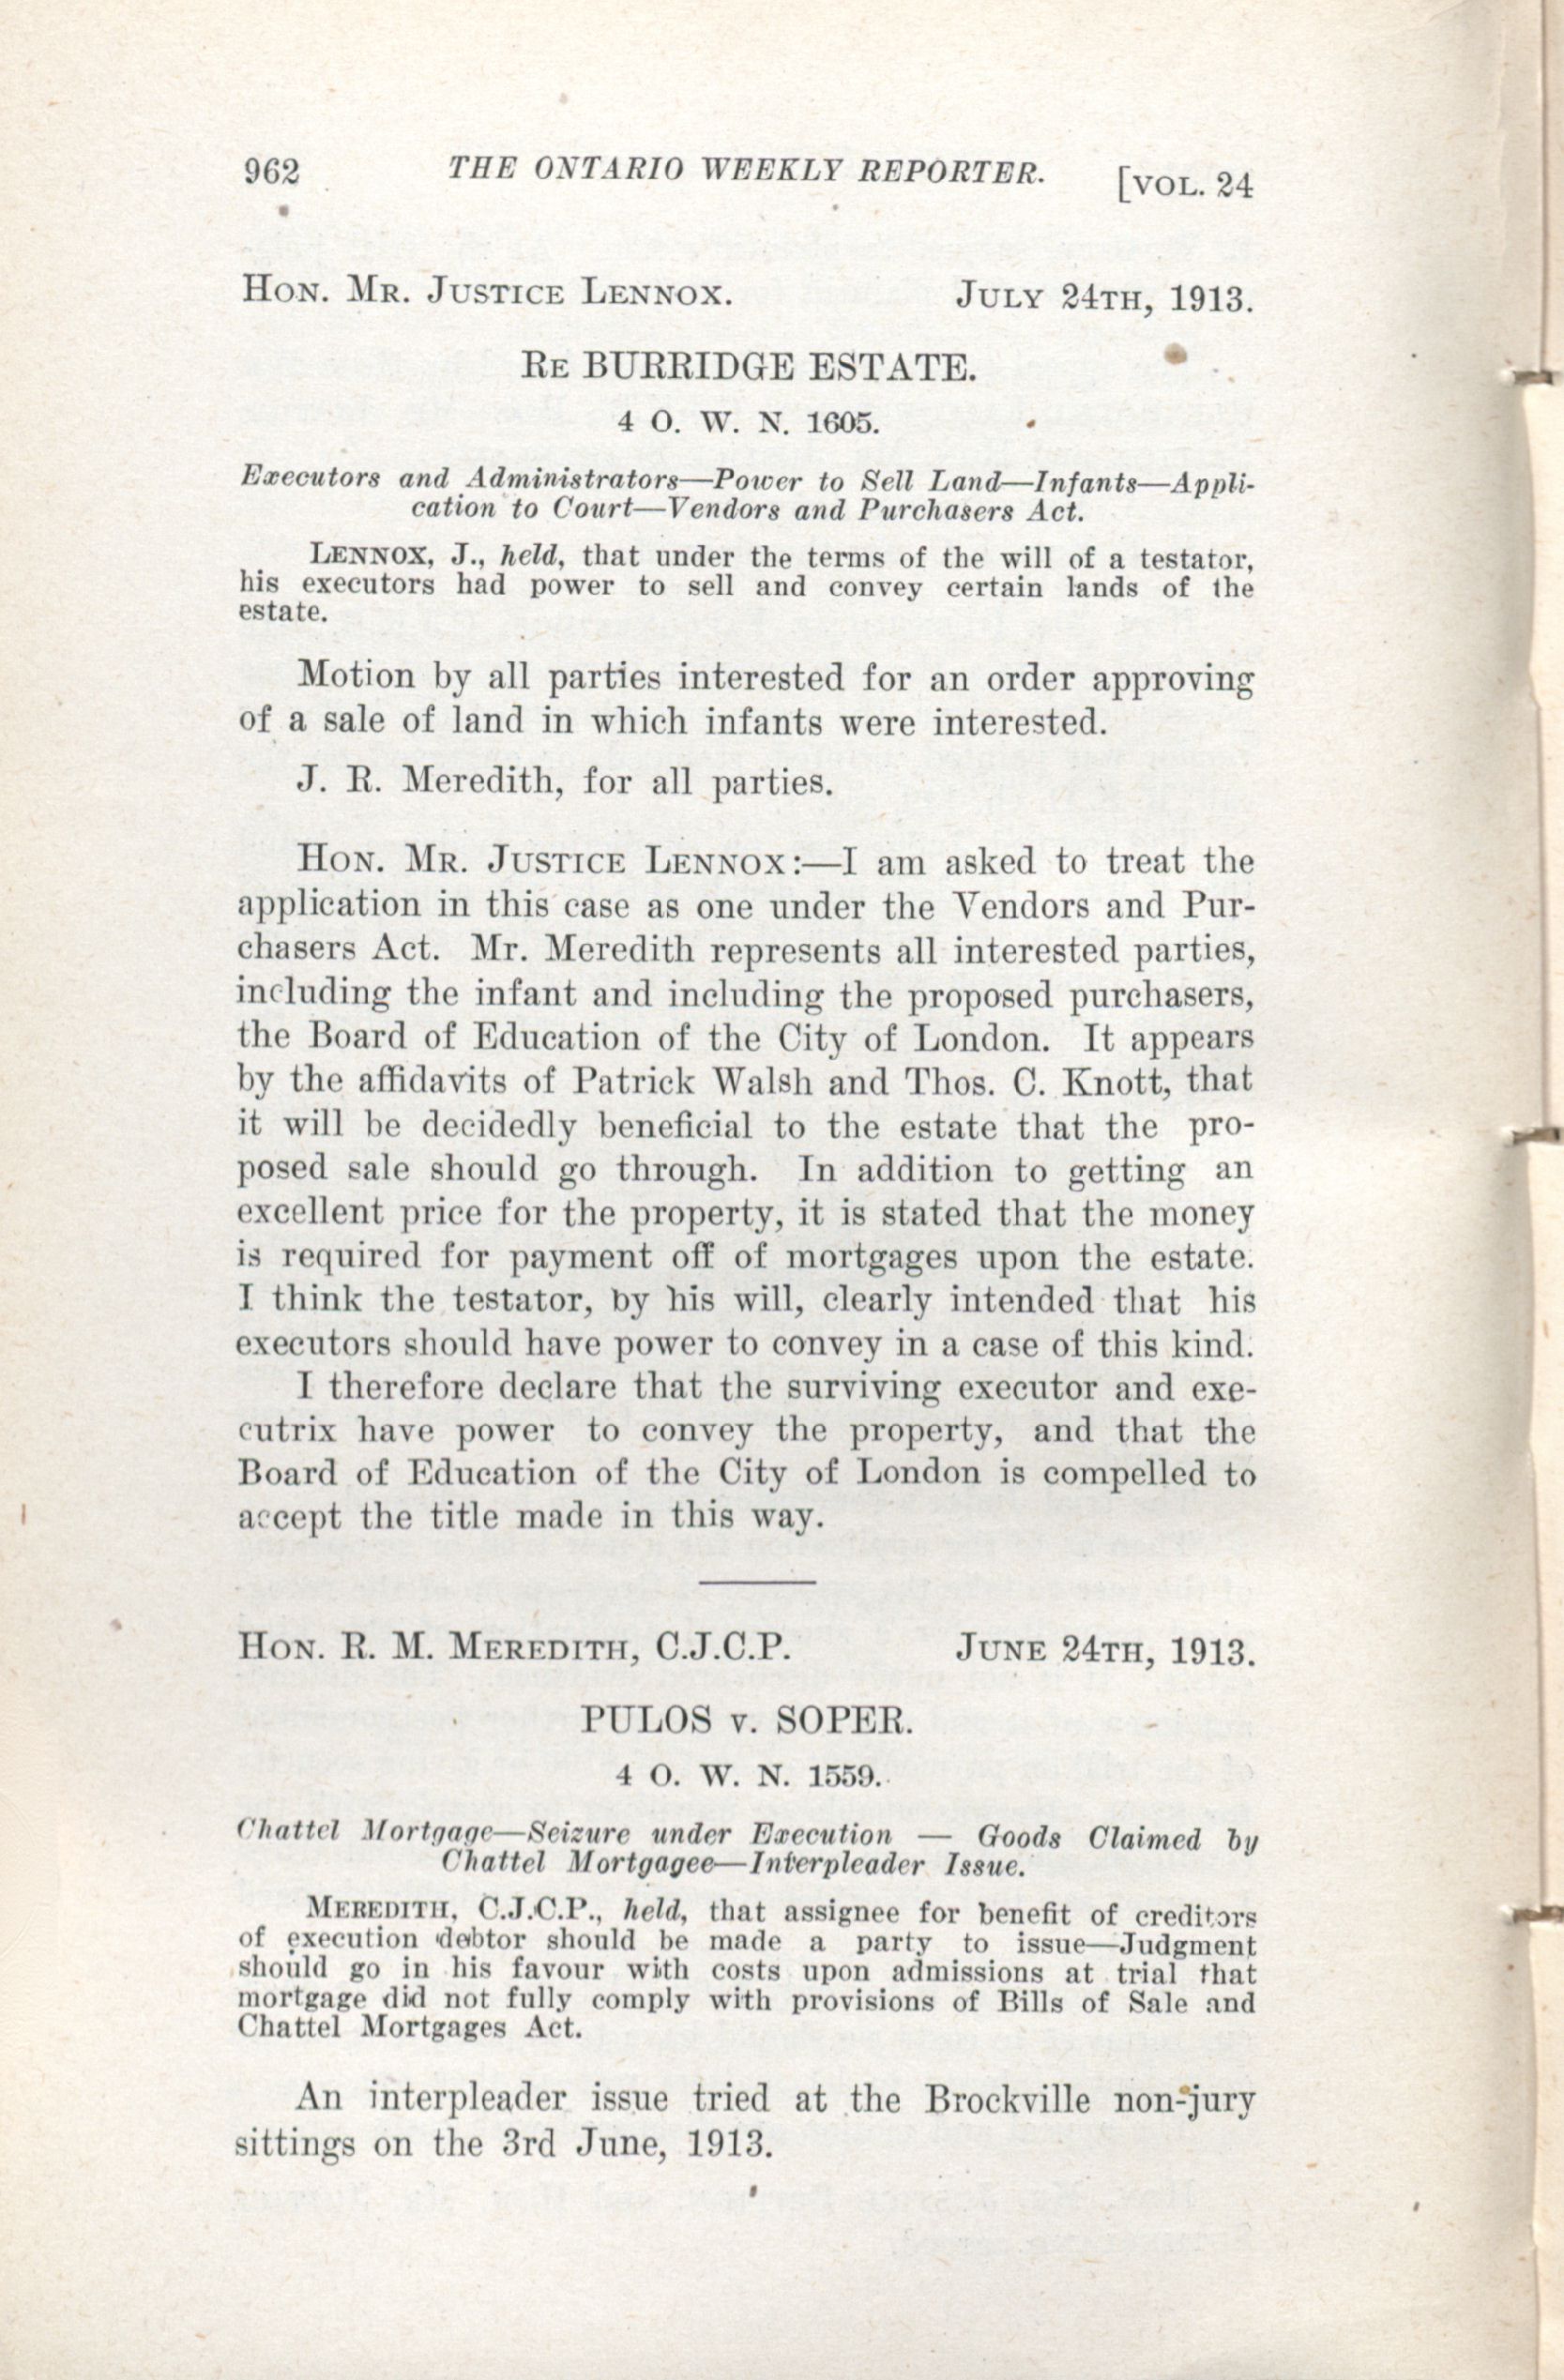 962 THE ONTARIO WEEKLY REPORTER. [VOL. 24
HON. MR. JUSTICE LENNOX. JULY 24TH, 1913.
RE BURRIDGE ESTATE.
4 O. W. N. 1605.
Executors and Administrators—Power to Sell Land—Infants—Appli-
cation to Court—Vendors and Purchasers Act.
LENNOX, J., held, that under the terms of the will of a testator,
his executors had power to sell and convey certain lands of the
estate.
Motion by all parties interested for an order approving
of a sale of land in which infants were interested.
J. R. Meredith, for all parties.
HON. MR. JUSTICE LENNOX:—I am asked to treat the
application in this case as one under the Vendors and Pur-
chasers Act. Mr. Meredith represents all interested parties,
including the infant and including the proposed purchasers,
the Board of Education of the City of London. It appears
by the affidavits of Patrick Walsh and Thos. C. Knott, that
it will be decidedly beneficial to the estate that the pro-
posed sale should go through. In addition to getting an
excellent price for the property, it is stated that the money
is required for payment off of mortgages upon the estate.
I think the testator, by his will, clearly intended that his
executors should have power to convey in a case of this kind.
I therefore declare that the surviving executor and exe-
cutrix have power to convey the property, and that the
Board of Education of the City of London is compelled to
accept the title made in this way.
HON. R. M. MEREDITH, C.J.C.P. JUNE 24TH, 1913.
PULOS v. SOPER.
4 O. W. N. 1559.
Chattel Mortgage—Seizure under Execution — Goods Claimed by
Chattel Mortgagee—Interpleader Issue.
MEREDITH, C.J.C.P., held, that assignee for benefit of creditors
of execution debtor should be made a party to issue—Judgment
should go in his favour with costs upon admissions at trial that
mortgage did not fully comply with provisions of Bills of Sale and
Chattel Mortgages Act.
An interpleader issue tried at the Brockville non-jury
sittings on the 3rd June, 1913.